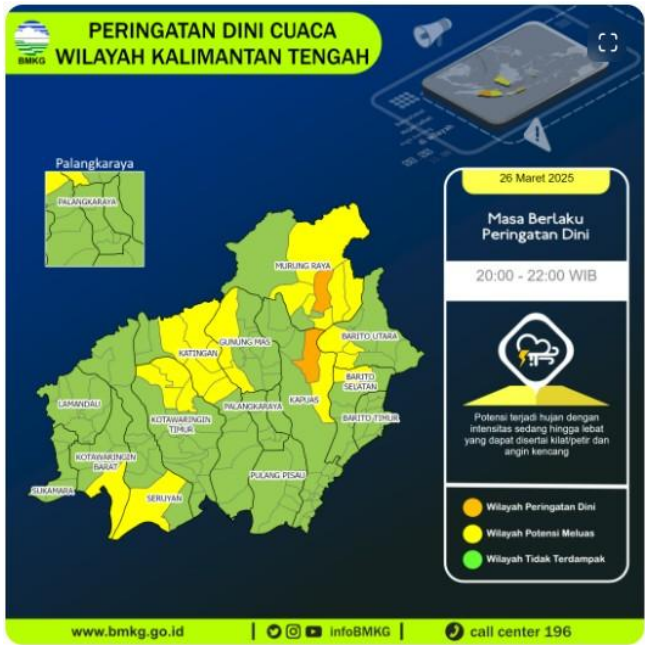 PERINGATAN DINI CUACA
WILAYAH KALIMANTAN TENGAH
BMKG
Palangkaraya
PALANGKARAYA
26 Maret 2025
Masa Berlaku
Peringatan Dini
20:00 - 22:00 WIB
MURUNG RAYA
BARITO UTARA
GUNUNG MAS
KATINGAN
BARITO
SELATAN
LAMANDAU
KAPUAS
PALANGKARAYA
KOTAWARINGIN
TIMUR
BARITO TIMUR
KOTAWARINGIN
BARAT
PULANG PISAU
SUKAMARA
SERUYAN
Potensi terjadi hujan dengan
intensitas sedang hingga lebat
yang dapat disertai kilat/petir dan
angin kencang
Wilayah Peringatan Dini
Wilayah Potensi Meluas
Wilayah Tidak Terdampak
www.bmkg.go.id | infoBMKG | call center 196